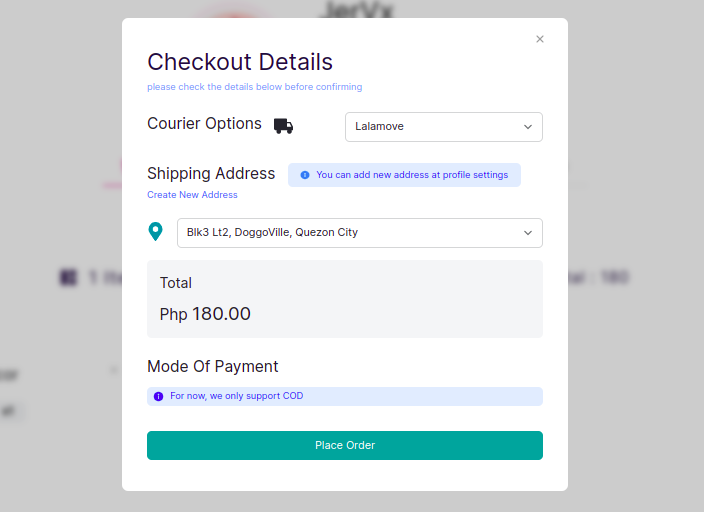 JerVx
Checkout Details
please check the details below before confirming
Courier Options
Lalamove
Shipping Address
You can add new address at profile settings
Create New Address
Blk3 Lt2, DoggoVille, Quezon City
1 Ite
al : 180
Total
Php 180.00
Mode Of Payment
For now, we only support COD
Place Order